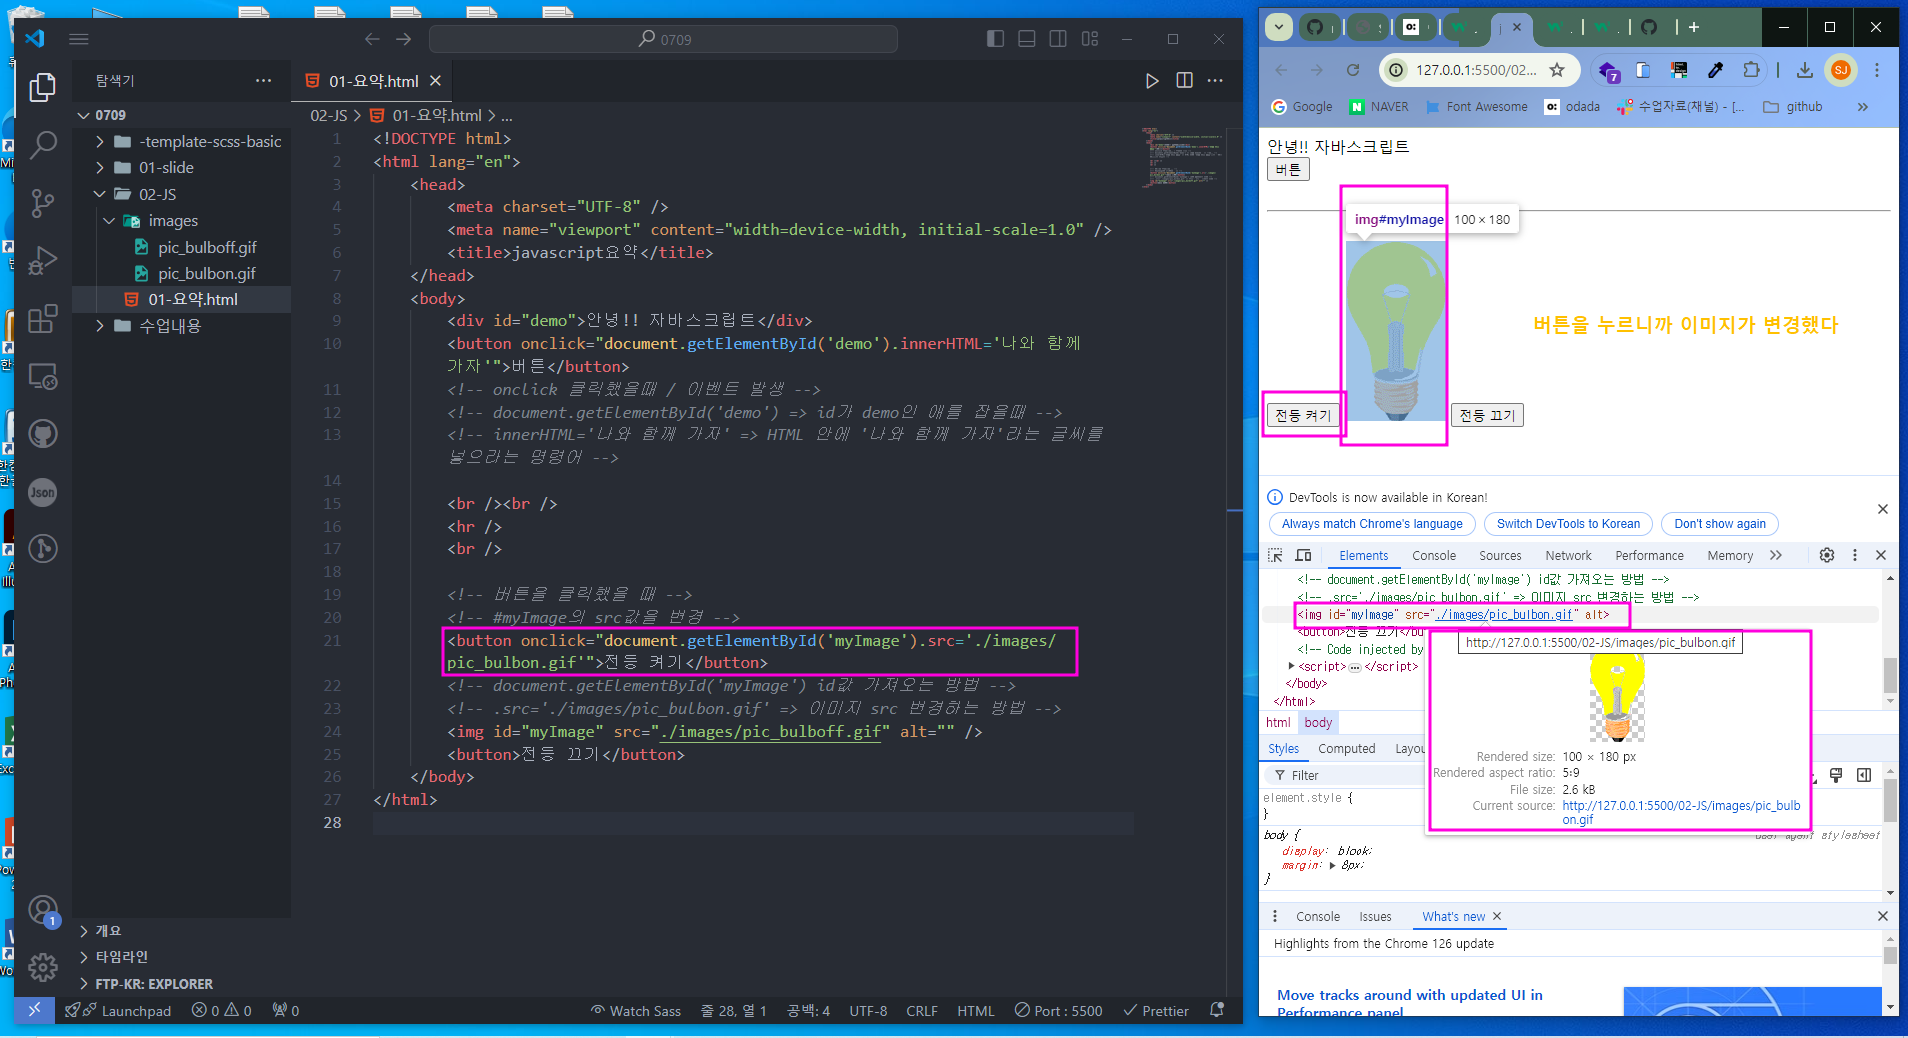 0709
탐색기
01-요약.html
0709
-template-scss-basic
01-slide
02-JS
images
pic_bulboff.gif
pic_bulbon.gif
01-요약.html
수업내용
개요
타임라인
FTP-KR: EXPLORER
02-JS > 01-요약.html > ...
1 <!DOCTYPE html>
2 <html lang="en">
3 <head>
4 <meta charset="UTF-8" />
5 <meta name="viewport" content="width=device-width, initial-scale=1.0" />
6 <title>javascript요약</title>
7 </head>
8 <body>
9 <div id="demo">안녕!! 자바스크립트</div>
10 <button onclick="document.getElementById('demo').innerHTML='나와 함께
가자'">버튼</button>
11 <!-- onclick 클릭했을때 / 이벤트 발생 -->
12 <!-- document.getElementById('demo') => id가 demo인 애를 잡을때 -->
13 <!-- innerHTML='나와 함께 가자' => HTML 안에 '나와 함께 가자'라는 글씨를
넣으라는 명령어 -->
14
15 <br /><br />
16 <hr />
17 <br />
18
19 <!-- 버튼을 클릭했을 때 -->
20 <!-- #myImage의 src값을 변경 -->
21 <button onclick="document.getElementById('myImage').src='./images/
pic_bulbon.gif'">전등 켜기</button>
22 <!-- document.getElementById('myImage') id값 가져오는 방법 -->
23 <!-- .src='./images/pic_bulbon.gif' => 이미지 src 변경하는 방법 -->
24 <img id="myImage" src="./images/pic_bulboff.gif" alt="" />
25 <button>전등 끄기</button>
26 </body>
27 </html>
28
Json
1
Launchpad 0 0 0 Watch Sass 줄 28, 열 1 공백: 4 UTF-8 CRLF HTML Port : 5500 Prettier
127.0.0.1:5500/02... 7 SJ
Google NAVER Font Awesome odada 수업자료(채널) - [... github
안녕!! 자바스크립트
버튼
img#myImage 100 × 180
버튼을 누르니까 이미지가 변경했다
전등 켜기 전등 끄기
DevTools is now available in Korean!
Always match Chrome's language Switch DevTools to Korean Don't show again
Elements Console Sources Network Performance Memory
<!-- document.getElementById('myImage') id값 가져오는 방법 -->
<!-- .src='./images/pic_bulbon.gif' => 이미지 src 변경하는 방법 -->
<img id="myImage" src="./images/pic_bulbon.gif" alt>
<button>전등 끄기</bu
http://127.0.0.1:5500/02-JS/images/pic_bulbon.gif
<!-- Code injected by
<script>…</script>
</body>
</html>
html body
Styles Computed Layou
Filter
Rendered size: 100 × 180 px
Rendered aspect ratio: 5:9
File size: 2.6 kB
Current source: http://127.0.0.1:5500/02-JS/images/pic_bulb
on.gif
element.style {
}
body { user agent stylesheet
display: block;
margin: 8px;
}
Console Issues What's new
Highlights from the Chrome 126 update
Move tracks around with updated UI in
Performance panel